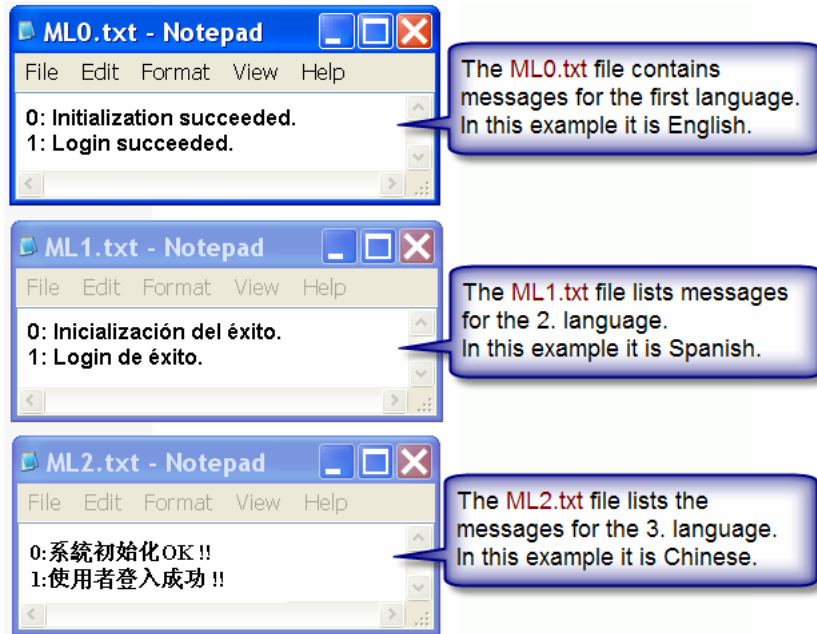 ML0.txt - Notepad
File Edit Format View Help
0: Initialization succeeded.
1: Login succeeded.
The ML0.txt file contains
messages for the first language.
In this example it is English.
ML1.txt - Notepad
File Edit Format View Help
0: Inicialización del éxito.
1: Login de éxito.
The ML1.txt file lists messages
for the 2. language.
In this example it is Spanish.
ML2.txt - Notepad
File Edit Format View Help
0:系統初始化OK !!
1:使用者登入成功 !!
The ML2.txt file lists the
messages for the 3. language.
In this example it is Chinese.